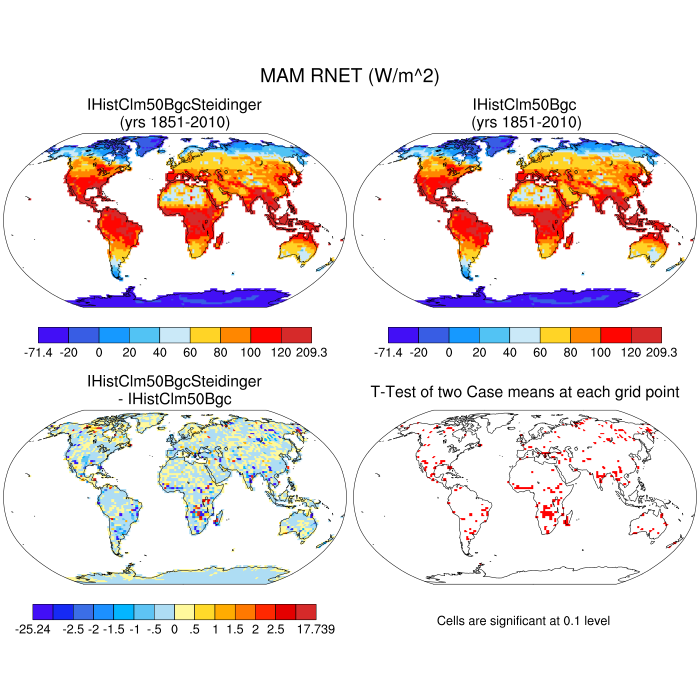 MAM RNET (W/m^2)
IHistClm50BgcSteidinger
(yrs 1851-2010)
IHistClm50Bgc
(yrs 1851-2010)
-71.4 -20 0 20 40 60 80 100 120 209.3
-71.4 -20 0 20 40 60 80 100 120 209.3
IHistClm50BgcSteidinger
- IHistClm50Bgc
T-Test of two Case means at each grid point
-25.24 -2.5 -2 -1.5 -1 -.5 0 .5 1 1.5 2 2.5 17.739
Cells are significant at 0.1 level